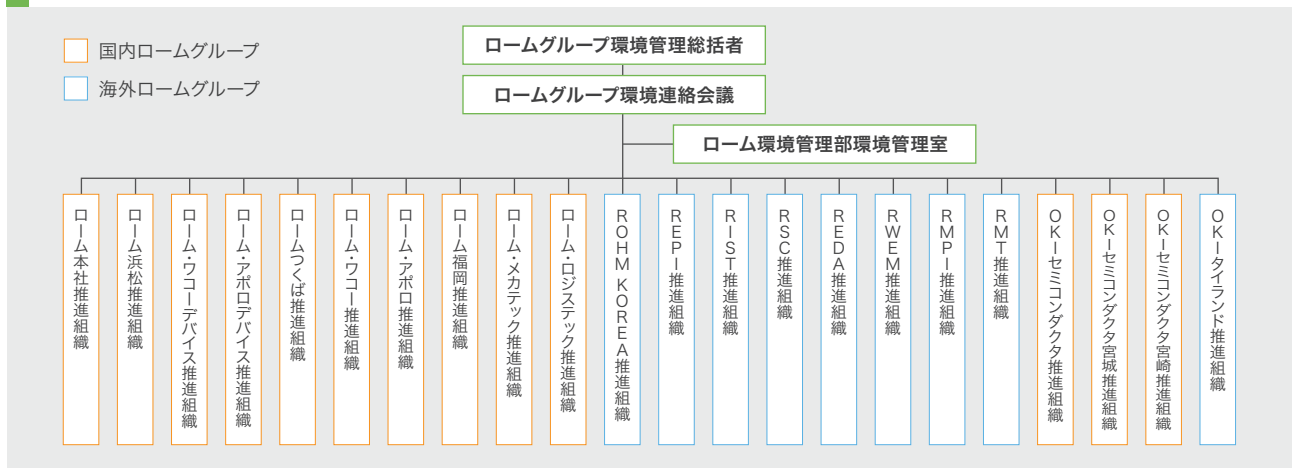 国内ロームグループ
海外ロームグループ
ロームグループ環境管理総括者
ロームグループ環境連絡会議
ローム環境管理部環境管理室
ローム本社推進組織
ローム浜松推進組織
ローム・ワコーデバイス推進組織
ローム・アポロデバイス推進組織
ロームつくば推進組織
ローム・ワコー推進組織
ローム・アポロ推進組織
ローム福岡推進組織
ローム・メカテック推進組織
ローム・ロジステック推進組織
ROHM KOREA推進組織
REPI推進組織
RIST推進組織
RSC推進組織
REDA推進組織
RWEM推進組織
RMPI推進組織
RMT推進組織
OKIセミコンダクタ推進組織
OKIセミコンダクタ宮城推進組織
OKIセミコンダクタ宮崎推進組織
OKIタイランド推進組織